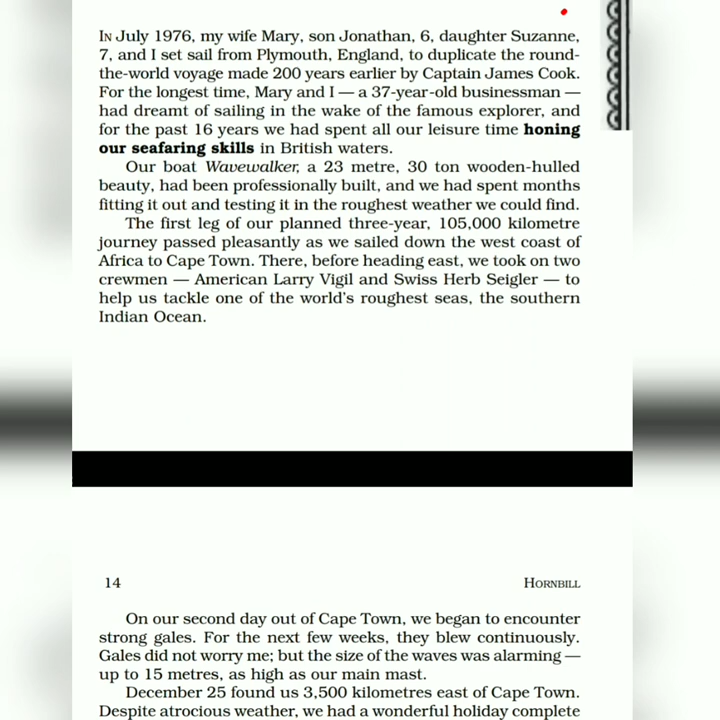 IN July 1976, my wife Mary, son Jonathan, 6, daughter Suzanne,
7, and I set sail from Plymouth, England, to duplicate the round-
the-world voyage made 200 years earlier by Captain James Cook.
For the longest time, Mary and I — a 37-year-old businessman —
had dreamt of sailing in the wake of the famous explorer, and
for the past 16 years we had spent all our leisure time honing
our seafaring skills in British waters.
Our boat Wavewalker, a 23 metre, 30 ton wooden-hulled
beauty, had been professionally built, and we had spent months
fitting it out and testing it in the roughest weather we could find.
The first leg of our planned three-year, 105,000 kilometre
journey passed pleasantly as we sailed down the west coast of
Africa to Cape Town. There, before heading east, we took on two
crewmen — American Larry Vigil and Swiss Herb Seigler — to
help us tackle one of the world's roughest seas, the southern
Indian Ocean.
14 HORNBILL
On our second day out of Cape Town, we began to encounter
strong gales. For the next few weeks, they blew continuously.
Gales did not worry me; but the size of the waves was alarming —
up to 15 metres, as high as our main mast.
December 25 found us 3,500 kilometres east of Cape Town.
Despite atrocious weather, we had a wonderful holiday complete